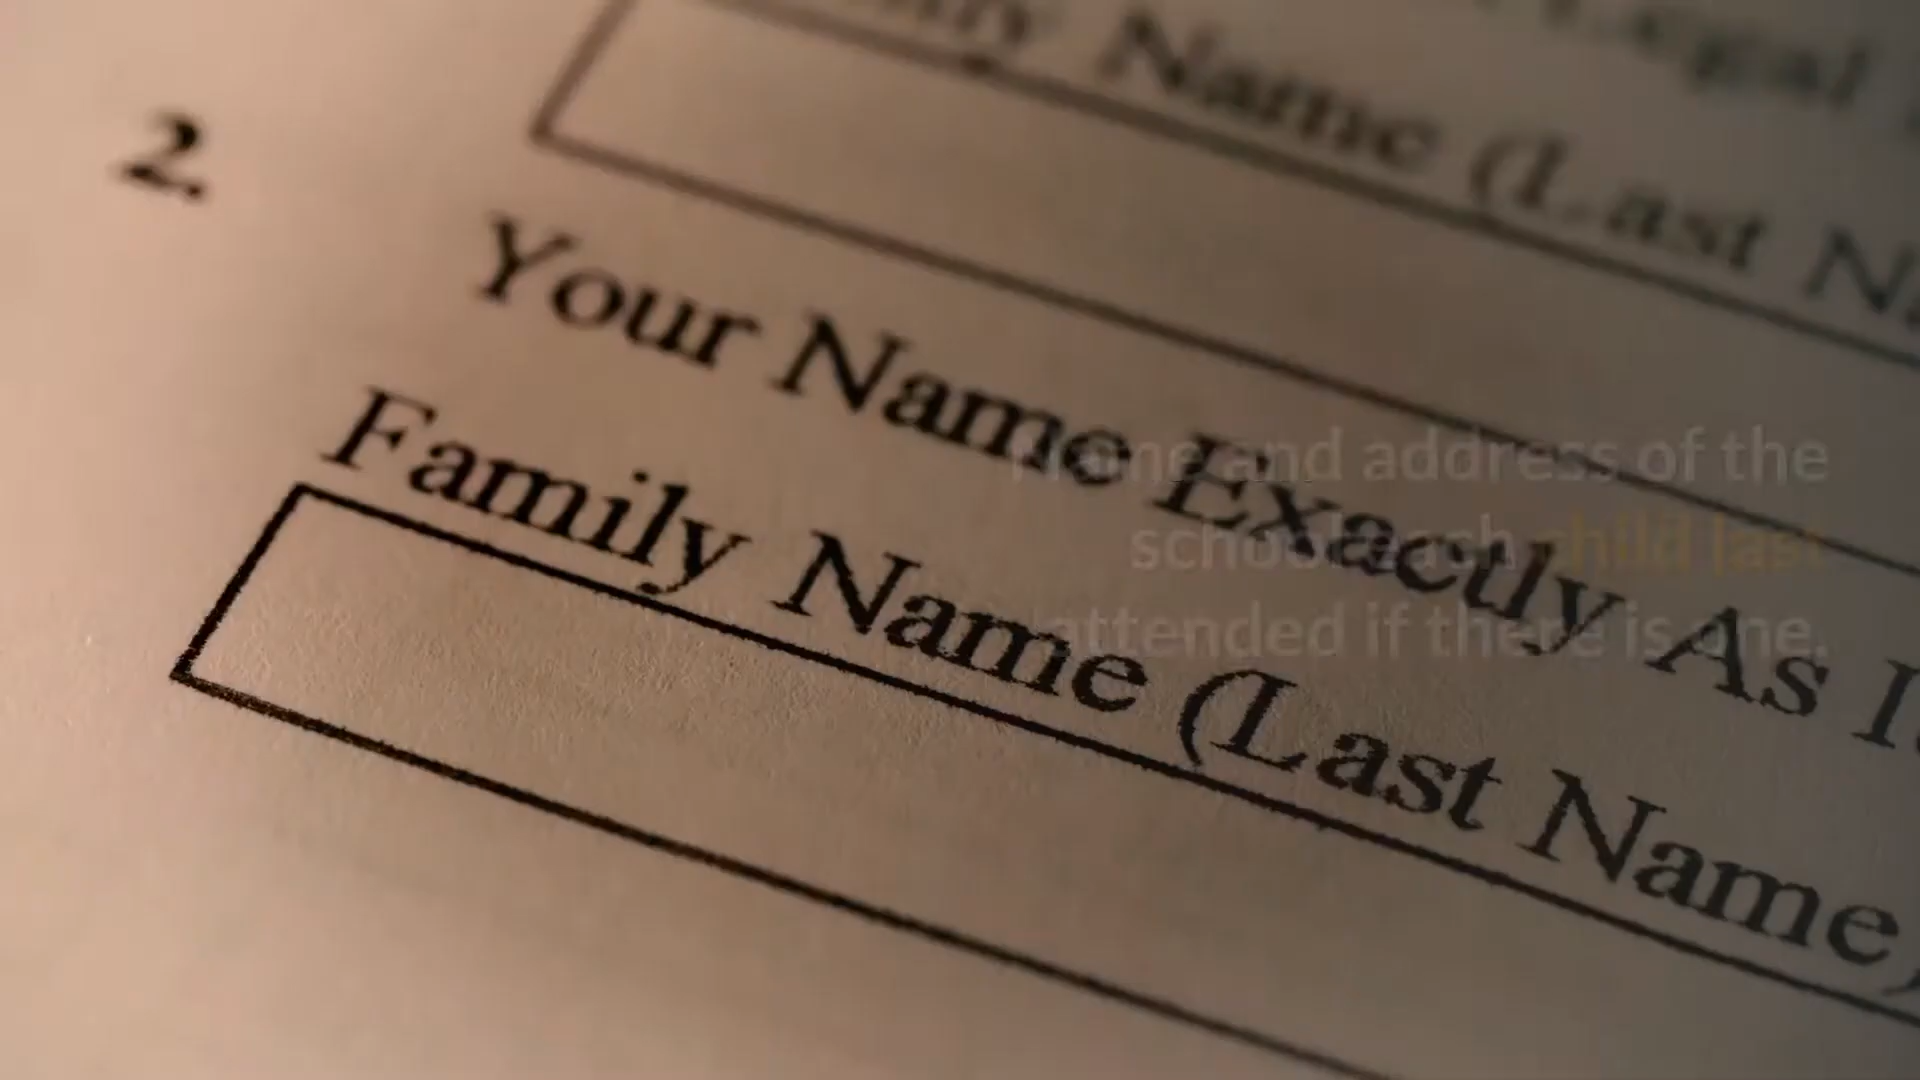 Legal
Name (Last
2.
Your Name Exactly As
Family Name (Last Name)
Name and address of the
school each child last
attended if there is one.